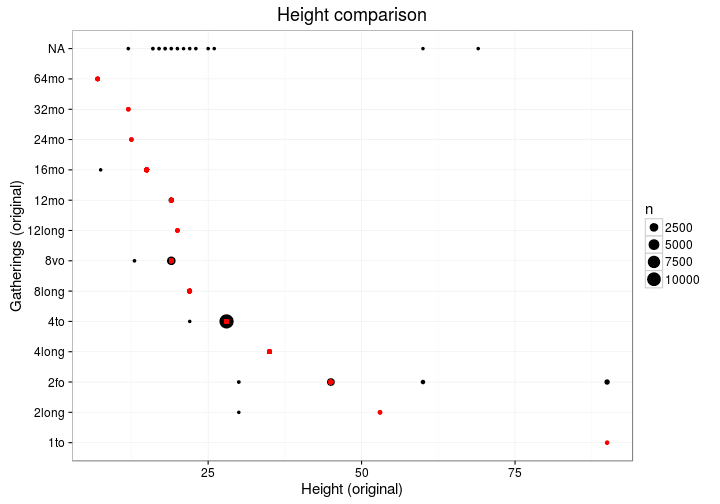 Height comparison
Gatherings (original)
NA
64mo
32mo
24mo
16mo
12mo
12long
8vo
8long
4to
4long
2fo
2long
1to
25
50
75
Height (original)
n
2500
5000
7500
10000